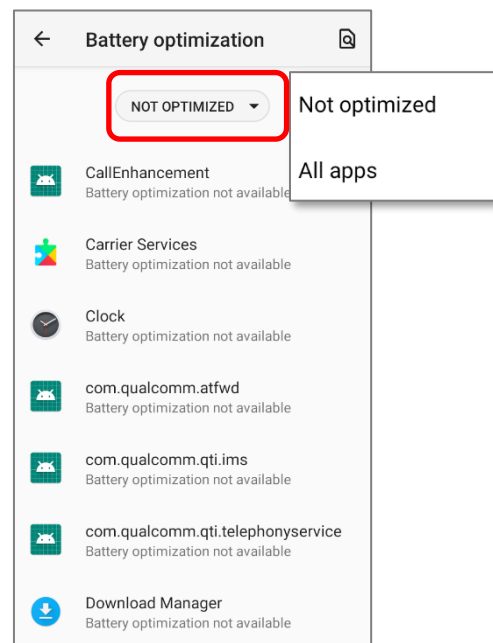 Battery optimization
NOT OPTIMIZED
Not optimized
All apps
CallEnhancement
Battery optimization not available
Carrier Services
Battery optimization not available
Clock
Battery optimization not available
com.qualcomm.atfwd
Battery optimization not available
com.qualcomm.qti.ims
Battery optimization not available
com.qualcomm.qti.telephonyservice
Battery optimization not available
Download Manager
Battery optimization not available